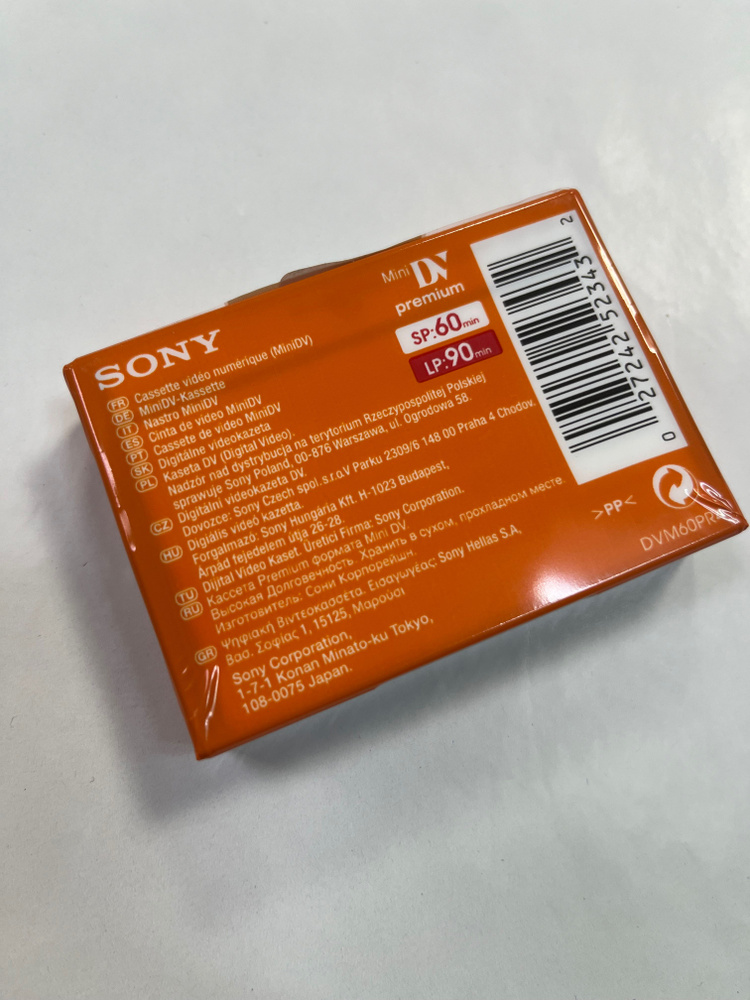 SONY
Mini DV
premium
SP:60min
LP:90min
FR Cassette vidéo numérique (MiniDV)
DE MiniDV-Kassette
IT Nastro MiniDV
ES Cinta de vídeo MiniDV
PT Cassete de vídeo MiniDV
SK Digitálne videokazeta
PL Kaseta DV (Digital Video).
Nadzór nad dystrybucja na terytorium Rzeczypospolitej Polskiej
sprawuje Sony Poland, 00-876 Warszawa, ul. Ogrodowa 58.
CZ Digitalní videokazeta DV.
Dovozce: Sony Czech spol.s.r.o.V Parku 2309/6 148 00 Praha 4 Chodov.
HU Digiális videó kazetta.
Forgalmazó: Sony Hungária Kft. H-1023 Budapest,
Árpád fejedelem útja 26-28.
TU Dijital Video Kaset. Üretici Firma: Sony Corporation.
RU Кассета Premium формата Mini DV.
Высокая Долговечность. Хранить в сухом, прохладном месте.
Изготовитель: Сони Корпорейшн.
GR Ψηφιακή Βιντεοκασσέτα. Εισαγωγέας: Sony Hellas S.A,
Βασ. Σοφίας 1, 15125, Μαρούσι
Sony Corporation,
1-7-1 Konan Minato-ku Tokyo,
108-0075 Japan.
0 27242 52343 2
>PP<